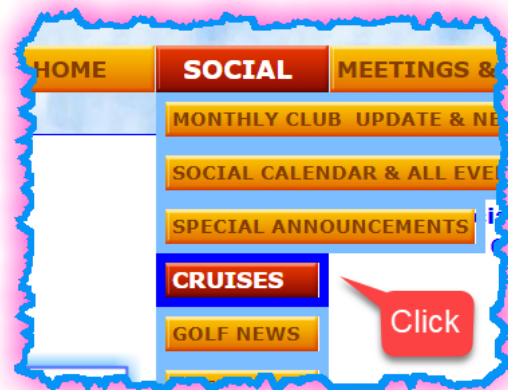 HOME SOCIAL MEETINGS &
MONTHLY CLUB UPDATE & NE
SOCIAL CALENDAR & ALL EVE
SPECIAL ANNOUNCEMENTS
CRUISES
Click
GOLF NEWS